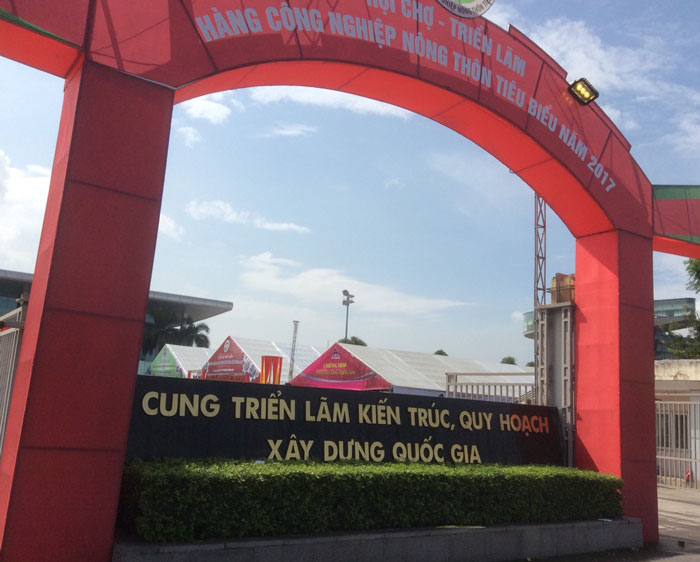 HỘI CHỢ - TRIỂN LÃM
HÀNG CÔNG NGHIỆP NÔNG THÔN TIÊU BIỂU NĂM 2017
CUNG TRIỂN LÃM KIẾN TRÚC, QUY HOẠCH
XÂY DỰNG QUỐC GIA